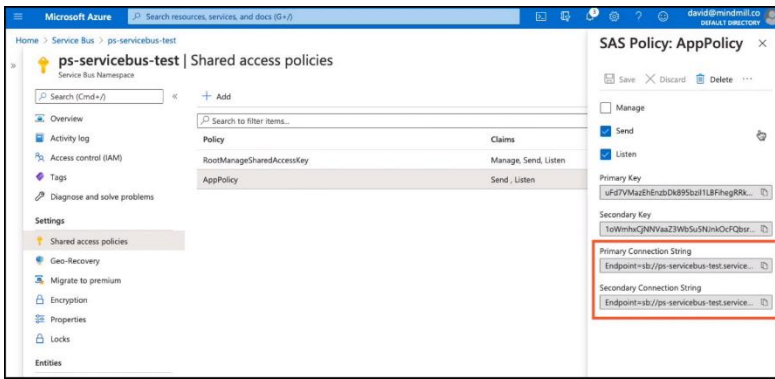 Microsoft Azure
Search resources, services, and docs (G+/)
david@mindmill.co
DEFAULT DIRECTORY
Home > Service Bus > ps-servicebus-test
ps-servicebus-test | Shared access policies
Service Bus Namespace
Search (Cmd+/)
Overview
Activity log
Access control (IAM)
Tags
Diagnose and solve problems
Settings
Shared access policies
Geo-Recovery
Migrate to premium
Encryption
Properties
Locks
Entities
Add
Search to filter items...
Policy Claims
RootManageSharedAccessKey Manage, Send, Listen
AppPolicy Send , Listen
SAS Policy: AppPolicy
Save Discard Delete ...
Manage
Send
Listen
Primary Key
Secondary Key
Primary Connection String
Endpoint=sb://ps-servicebus-test.service...
Secondary Connection String
Endpoint=sb://ps-servicebus-test.service...